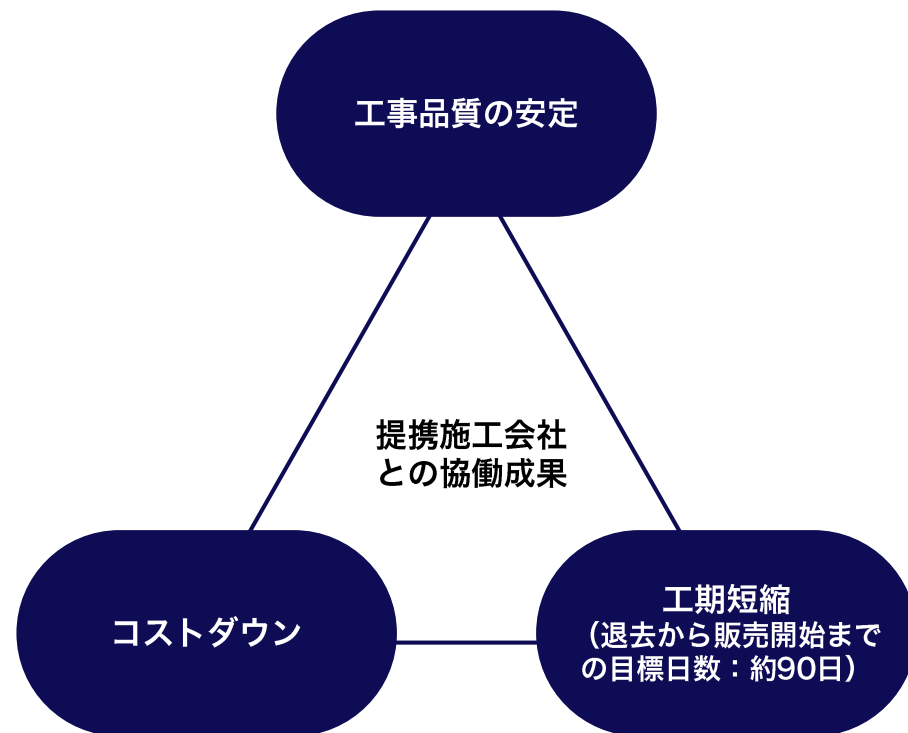 工事品質の安定
提携施工会社
との協働成果
コストダウン
工期短縮
（退去から販売開始まで
の目標日数：約90日）